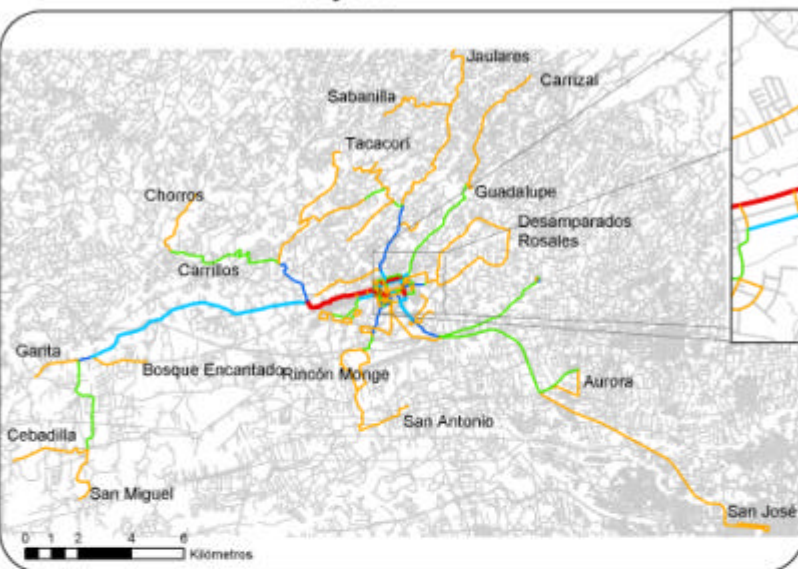 Jaulares
Carrizal
Sabanilla
Tacacorí
Chorros
Guadalupe
Desamparados
Rosales
Carrillos
Garita
Bosque Encantado
Rincón Monge
Aurora
San Antonio
Cebadilla
San Miguel
San José
0 1 2 4 6
Kilómetros